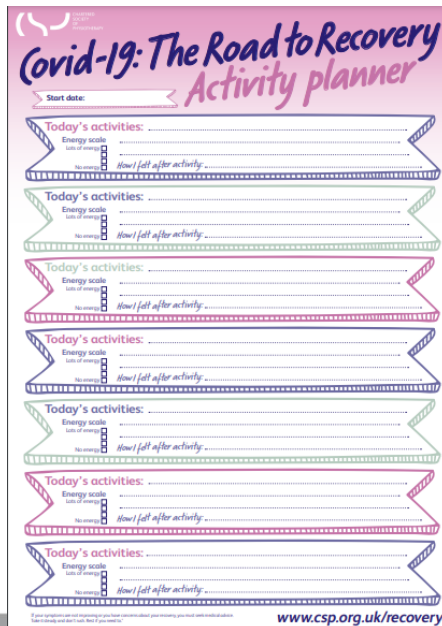 CHARTERED
SOCIETY
OF
PHYSIOTHERAPY
Covid-19: The Road to Recovery
Activity planner
Start date:
Today's activities:
Energy scale
Lots of energy
No energy
How I felt after activity:
Today's activities:
Energy scale
Lots of energy
No energy
How I felt after activity:
Today's activities:
Energy scale
Lots of energy
No energy
How I felt after activity:
Today's activities:
Energy scale
Lots of energy
No energy
How I felt after activity:
Today's activities:
Energy scale
Lots of energy
No energy
How I felt after activity:
Today's activities:
Energy scale
Lots of energy
No energy
How I felt after activity:
Today's activities:
Energy scale
Lots of energy
No energy
How I felt after activity:
If your symptoms are not improving or you have concerns about your recovery, you must seek medical advice.
Take it steady and don't rush. Rest if you need to."
www.csp.org.uk/recovery